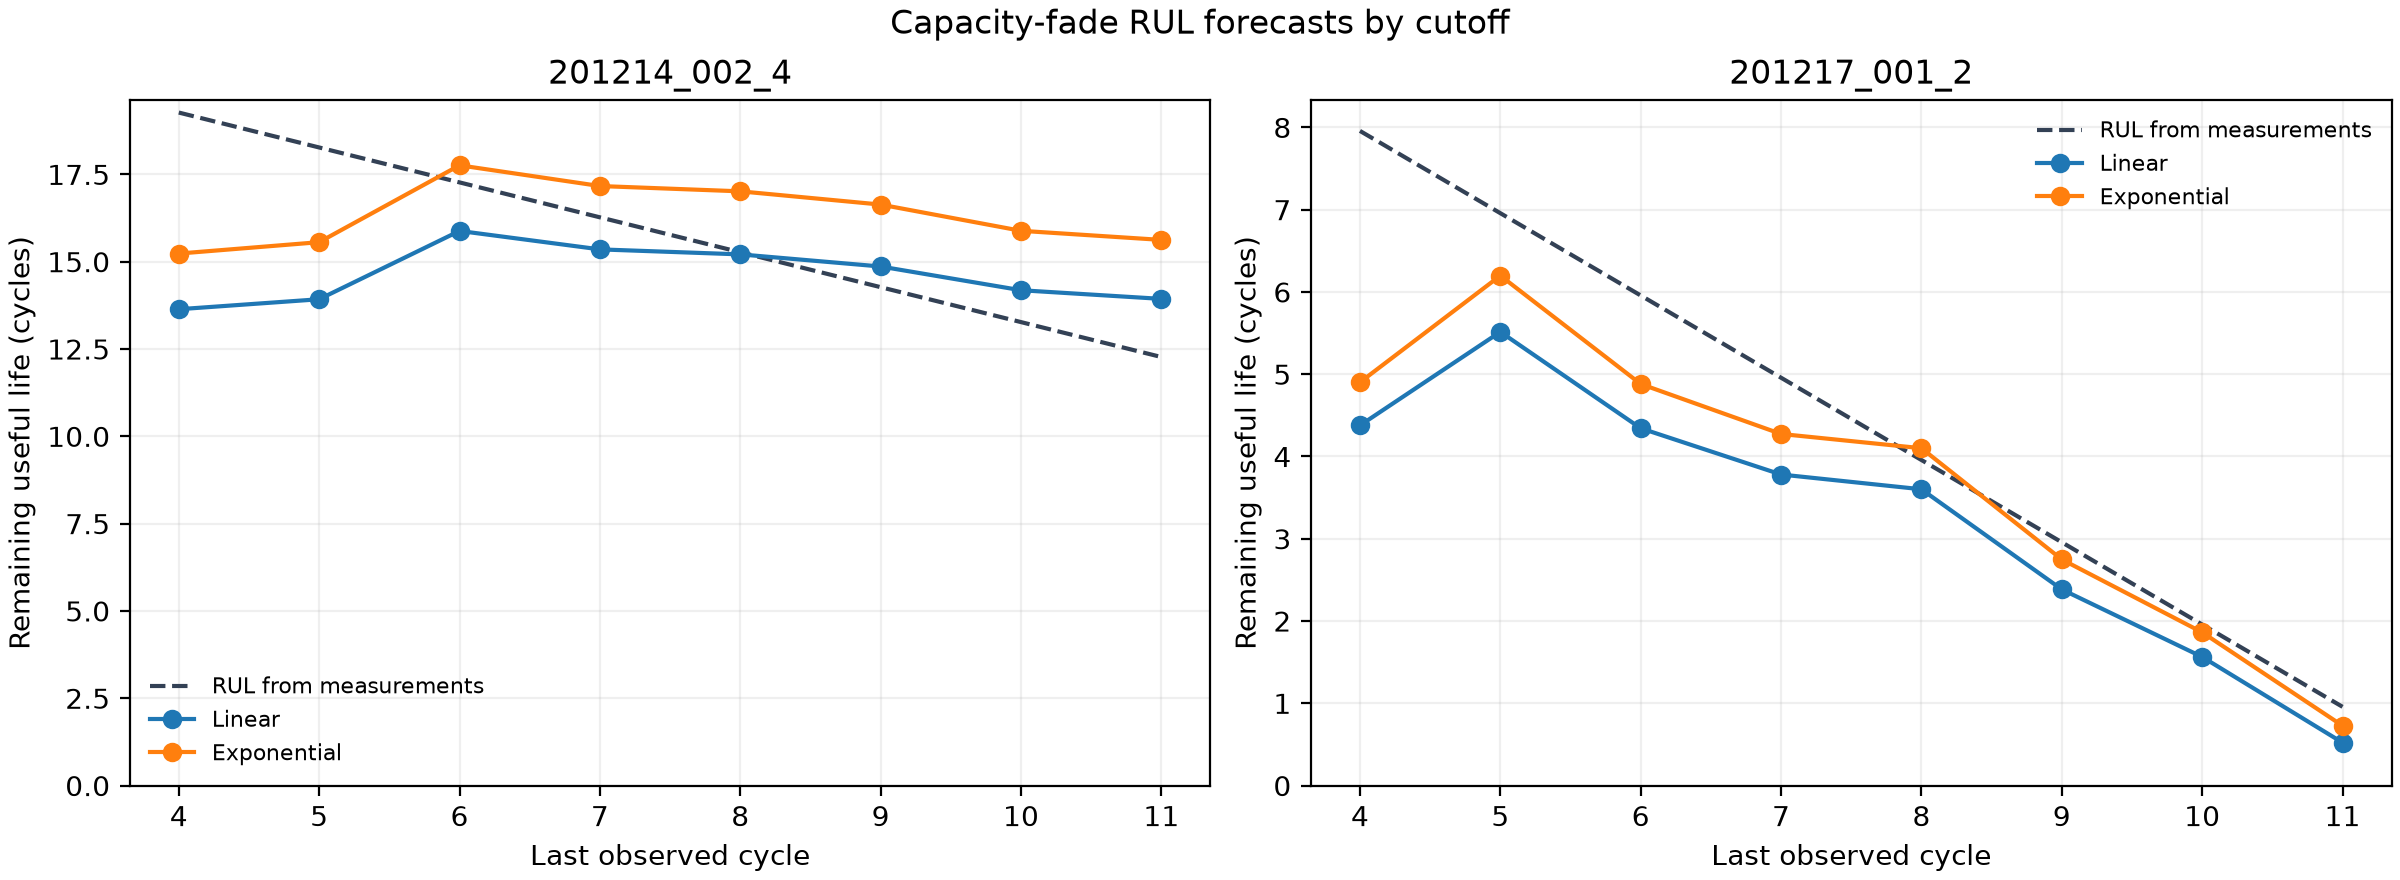 Capacity-fade RUL forecasts by cutoff
201214_002_4
Remaining useful life (cycles)
17.5
15.0
12.5
10.0
7.5
5.0
2.5
0.0
RUL from measurements
Linear
Exponential
4 5 6 7 8 9 10 11
Last observed cycle
201217_001_2
Remaining useful life (cycles)
8
7
6
5
4
3
2
1
0
RUL from measurements
Linear
Exponential
4 5 6 7 8 9 10 11
Last observed cycle